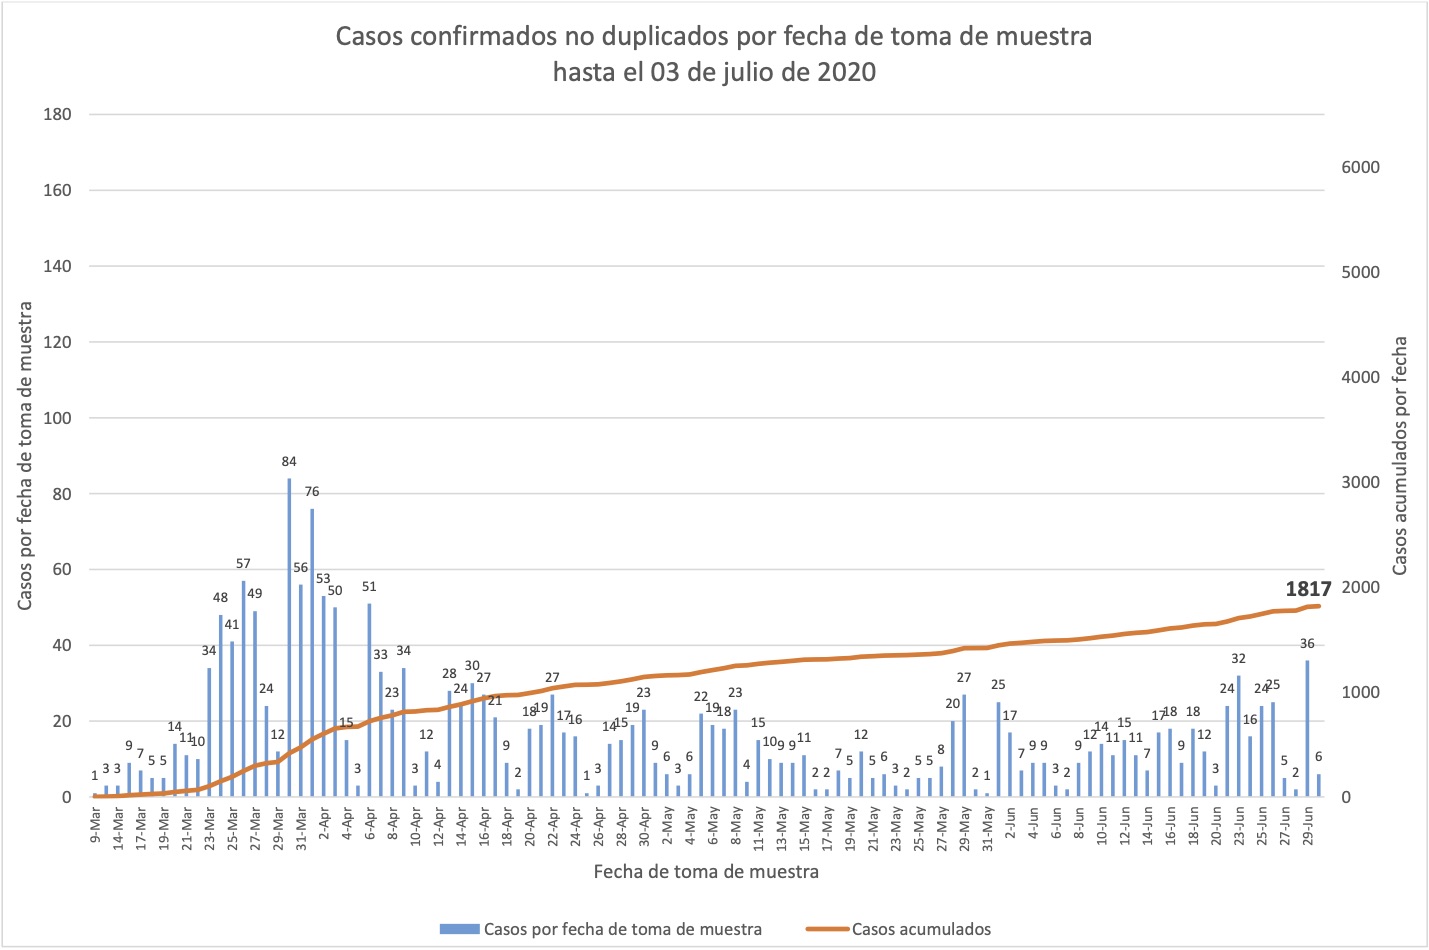 Casos confirmados no duplicados por fecha de toma de muestra
hasta el 03 de julio de 2020
180
160
140
120
100
80
60
40
20
0
Casos por fecha de toma de muestra
6000
5000
4000
3000
2000
1000
0
Casos acumulados por fecha
1817
1 3 3 9 7 5 5 14 11 10 34 48 41 57 49 24 12 84 56 76 53 50 15 3 51 33 23 34 3 12 4 28 24 30 27 21 9 2 18 19 27 17 16 1 3 14 15 19 23 9 6 3 6 22 19 18 23 4 15 10 9 9 11 2 2 7 5 12 5 6 3 2 5 5 8 20 27 2 1 25 17 7 9 9 3 2 9 12 14 11 15 11 7 17 18 9 18 12 3 24 32 16 24 25 5 2 36 6
9-Mar 14-Mar 17-Mar 19-Mar 21-Mar 23-Mar 25-Mar 27-Mar 29-Mar 31-Mar 2-Apr 4-Apr 6-Apr 8-Apr 10-Apr 12-Apr 14-Apr 16-Apr 18-Apr 20-Apr 22-Apr 24-Apr 26-Apr 28-Apr 30-Apr 2-May 4-May 6-May 8-May 11-May 13-May 15-May 17-May 19-May 21-May 23-May 25-May 27-May 29-May 31-May 2-Jun 4-Jun 6-Jun 8-Jun 10-Jun 12-Jun 14-Jun 16-Jun 18-Jun 20-Jun 23-Jun 25-Jun 27-Jun 29-Jun
Fecha de toma de muestra
Casos por fecha de toma de muestra
Casos acumulados